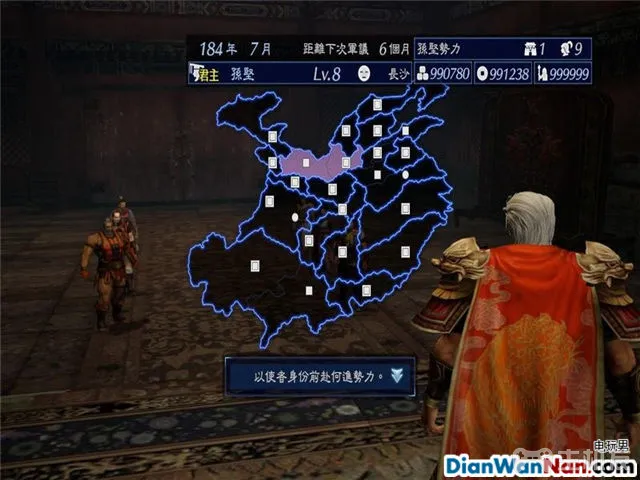 184年 7月 距離下次軍議 6個月 孫堅勢力 1 9
君主 孫堅 Lv.8 長沙 990780 991238 999999
以使者身份前赴何進勢力。
电玩男
DianWanNan.com